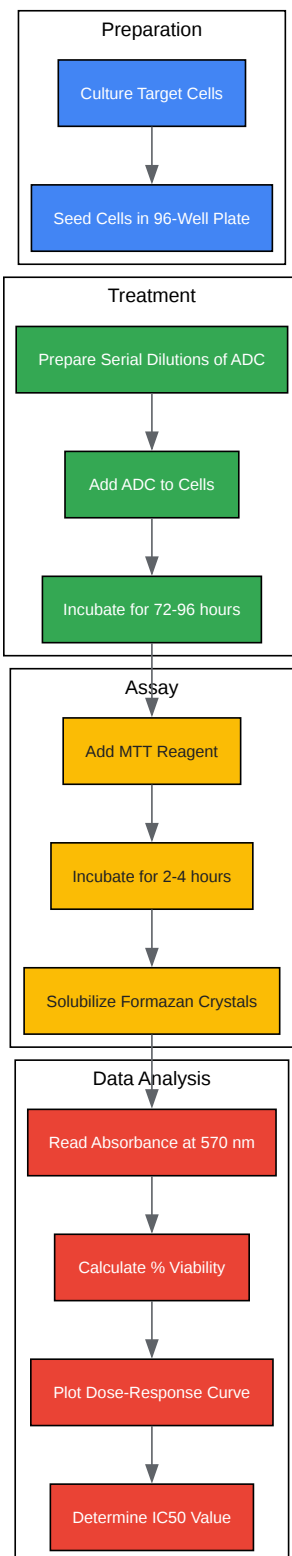 Preparation
Culture Target Cells
Seed Cells in 96-Well Plate
Treatment
Prepare Serial Dilutions of ADC
Add ADC to Cells
Incubate for 72-96 hours
Assay
Add MTT Reagent
Incubate for 2-4 hours
Solubilize Formazan Crystals
Data Analysis
Read Absorbance at 570 nm
Calculate % Viability
Plot Dose-Response Curve
Determine IC50 Value